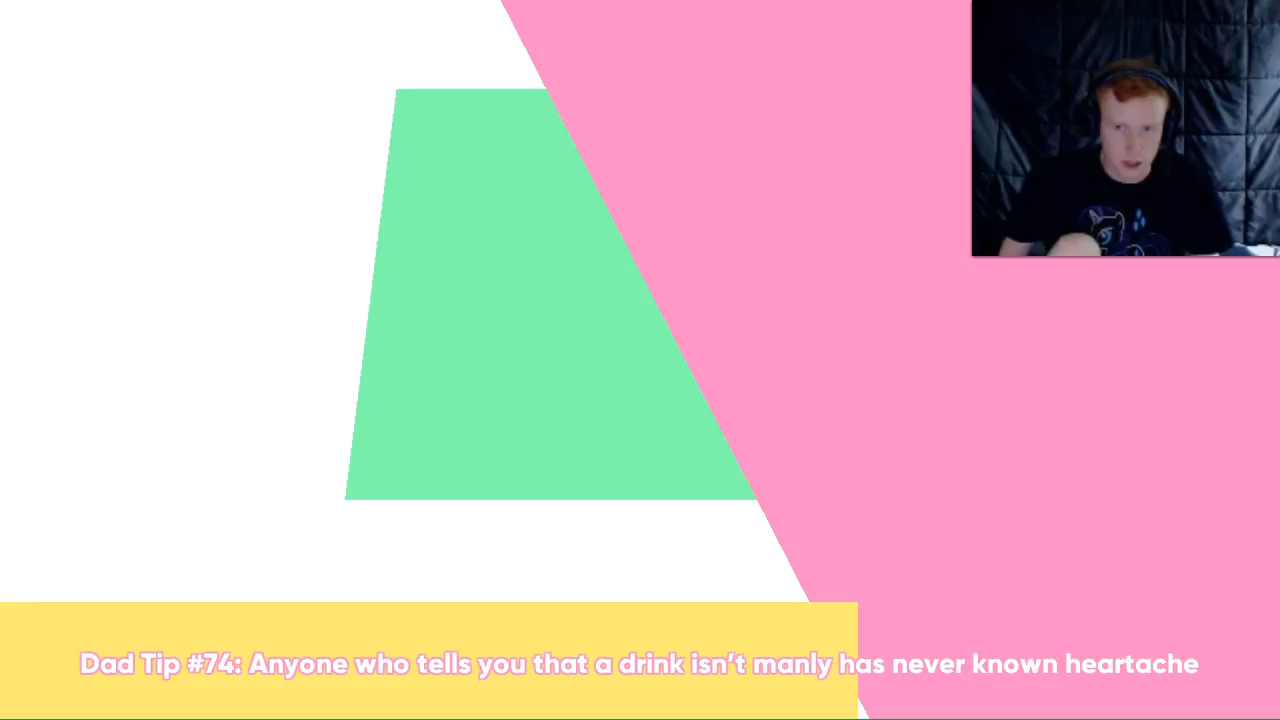 Dad Tip #74: Anyone who tells you that a drink isn’t manly has never known heartache